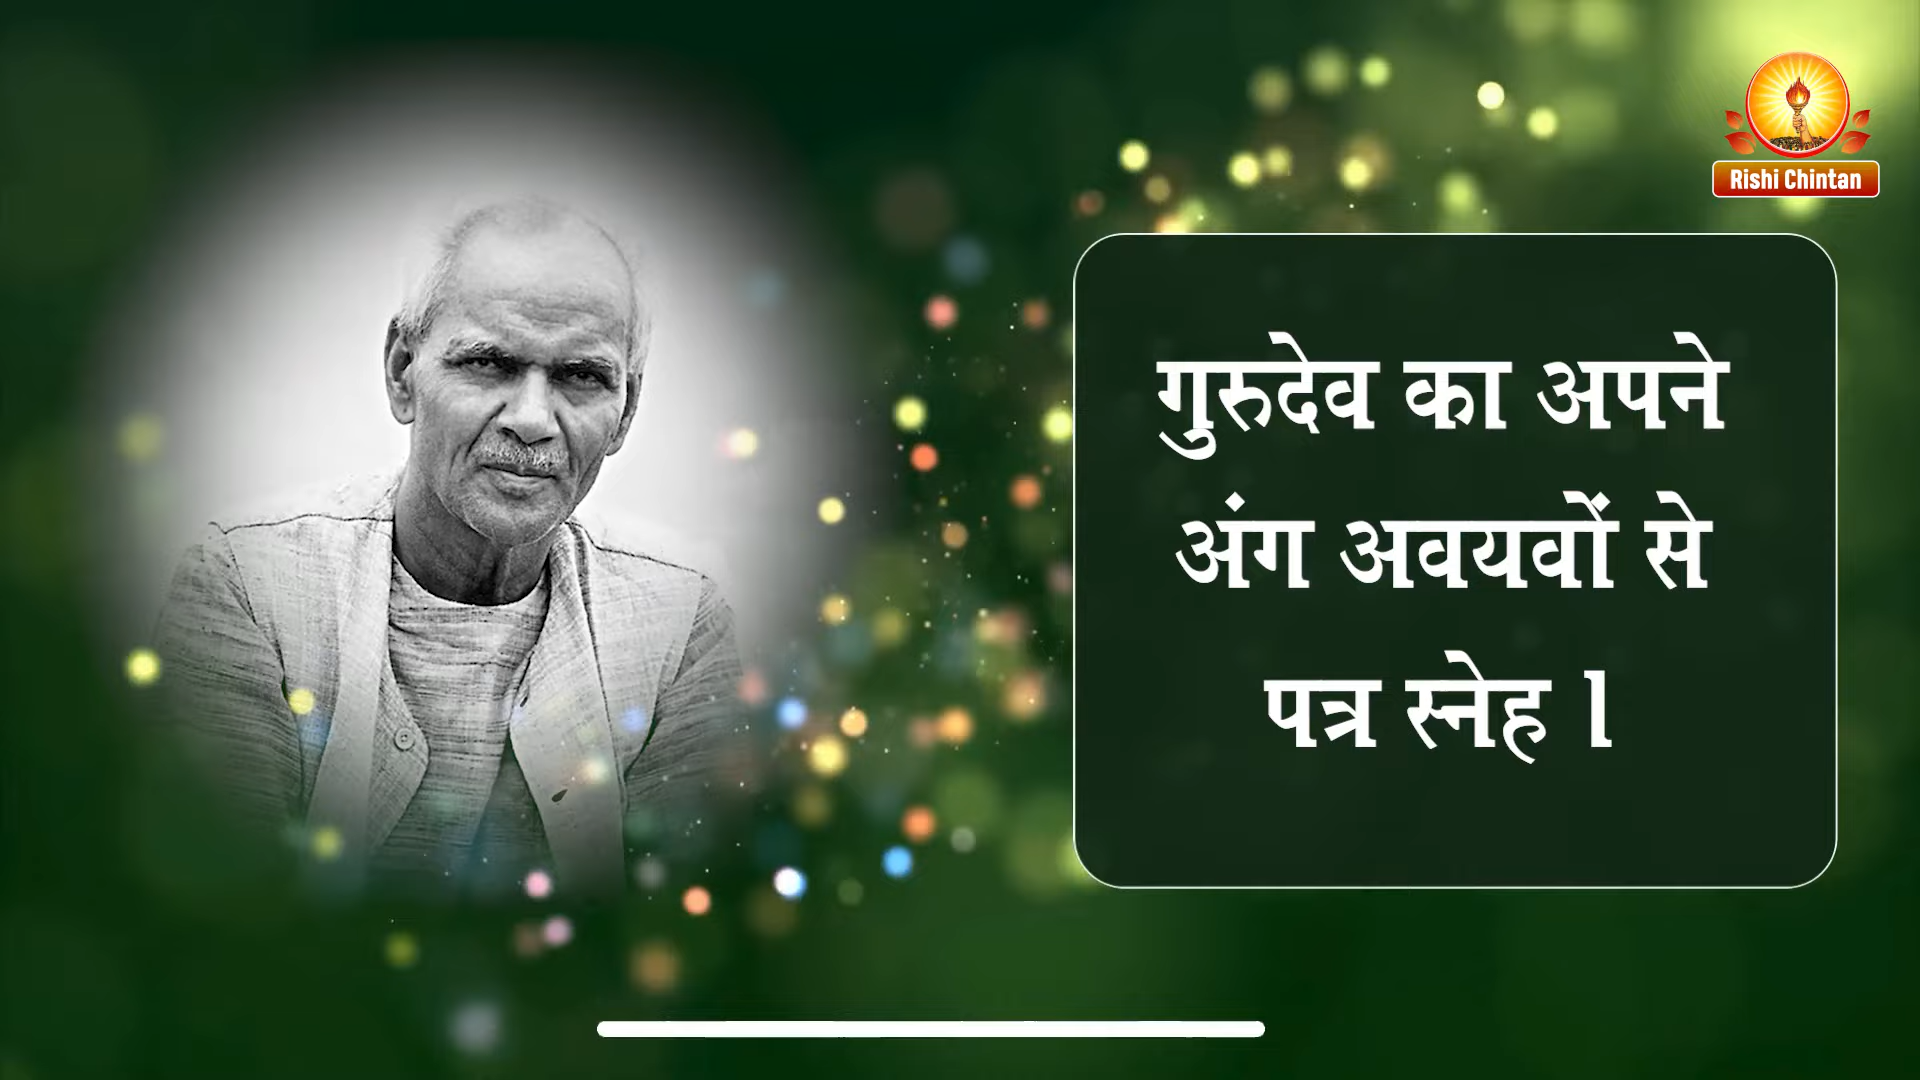 Rishi Chintan
गुरुदेव का अपने
अंग अवयवों से
पत्र स्नेह l